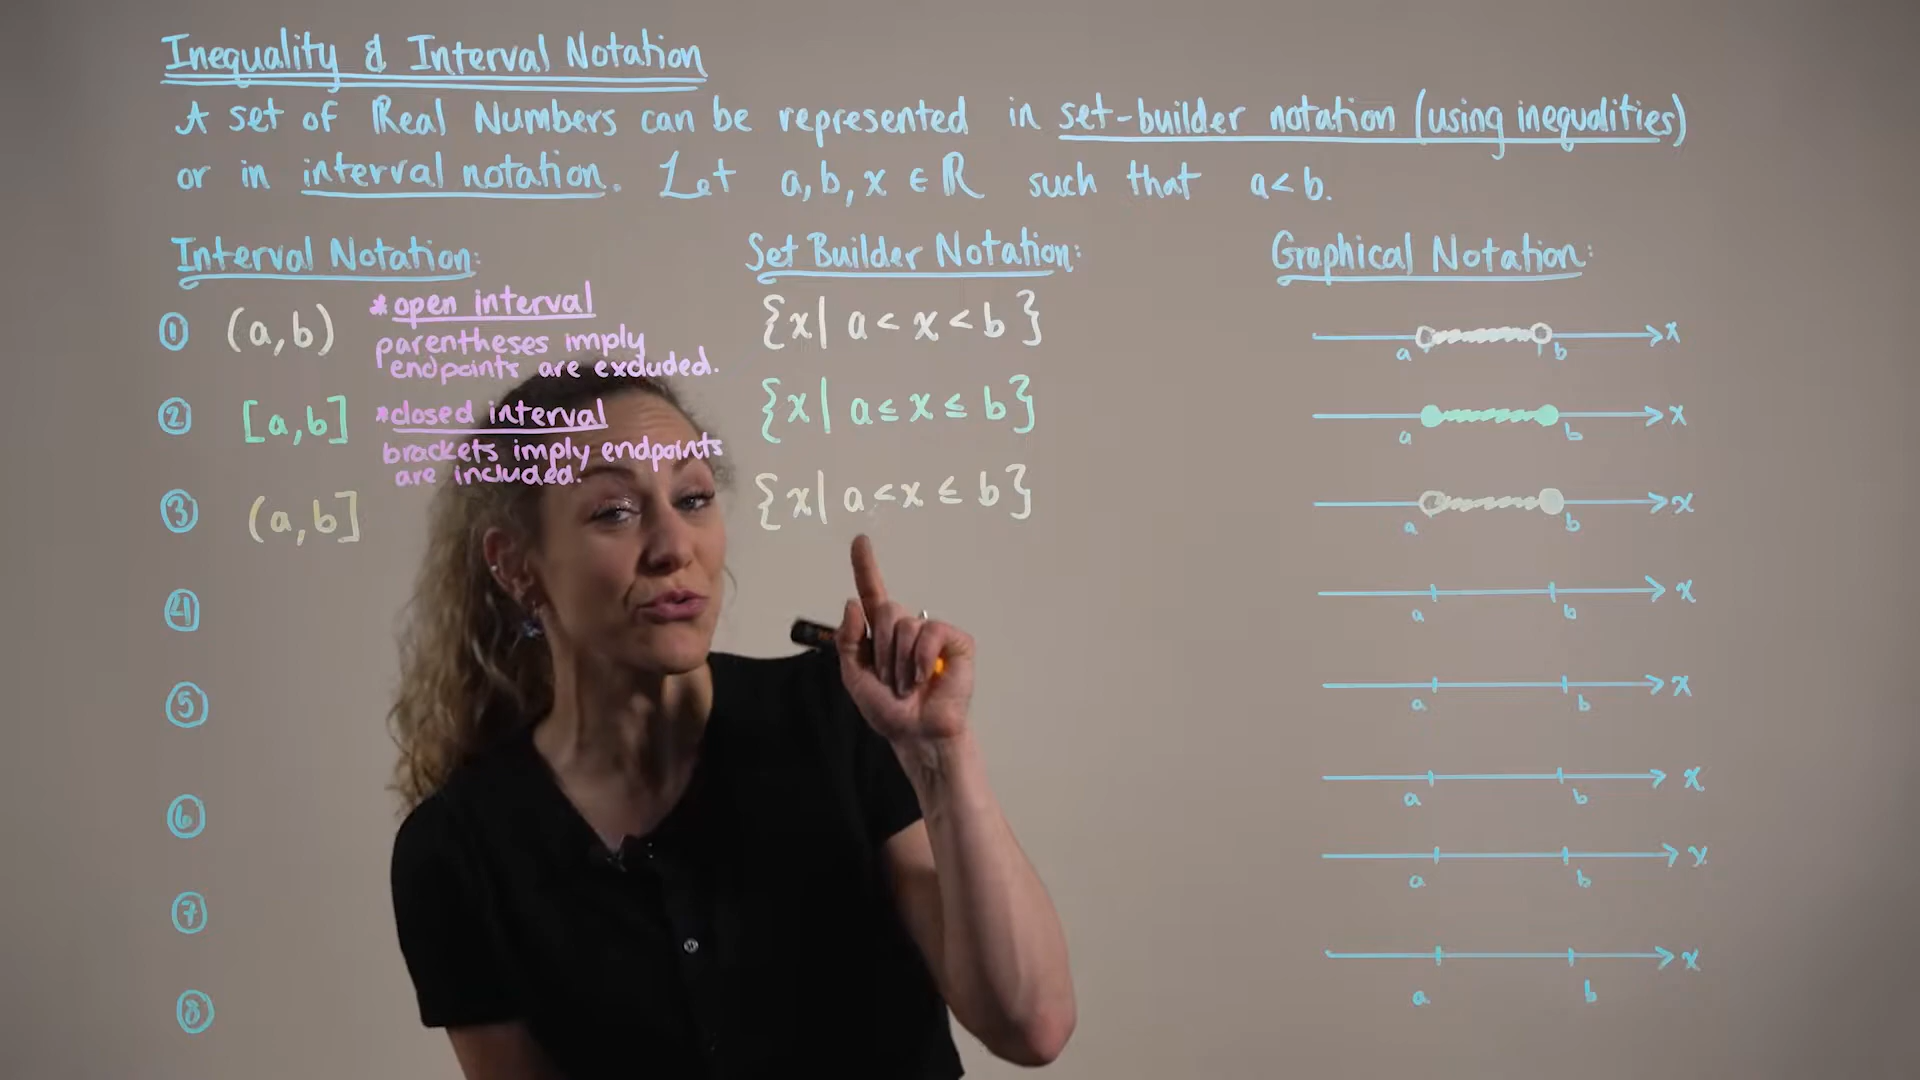 Inequality & Interval Notation
A set of Real Numbers can be represented in set-builder notation (using inequalities)
or in interval notation. Let a, b, x ∈ ℝ such that a < b.
Interval Notation: Set Builder Notation: Graphical Notation:
① (a, b) {x | a < x < b}
* open interval
parentheses imply
endpoints are excluded.
a b x
② [a, b] {x | a ≤ x ≤ b}
* closed interval
brackets imply endpoints
are included.
a b x
③ (a, b] {x | a < x ≤ b}
a b x
④ a b x
⑤ a b x
⑥ a b x
⑦ a b x
⑧ a b x